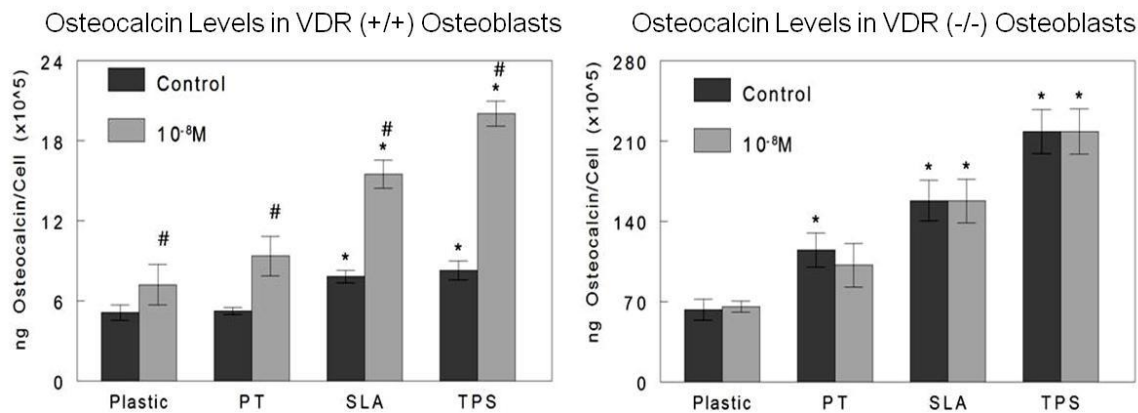 Osteocalcin Levels in VDR (+/+) Osteoblasts
ng Osteocalcin/Cell (x10^5)
24
18
12
6
0
Control
10⁻⁸M
#
#
*
#
*
*
#
*
Plastic
PT
SLA
TPS
Osteocalcin Levels in VDR (-/-) Osteoblasts
ng Osteocalcin/Cell (x10^5)
280
210
140
70
0
Control
10⁻⁸M
*
*
*
*
*
Plastic
PT
SLA
TPS